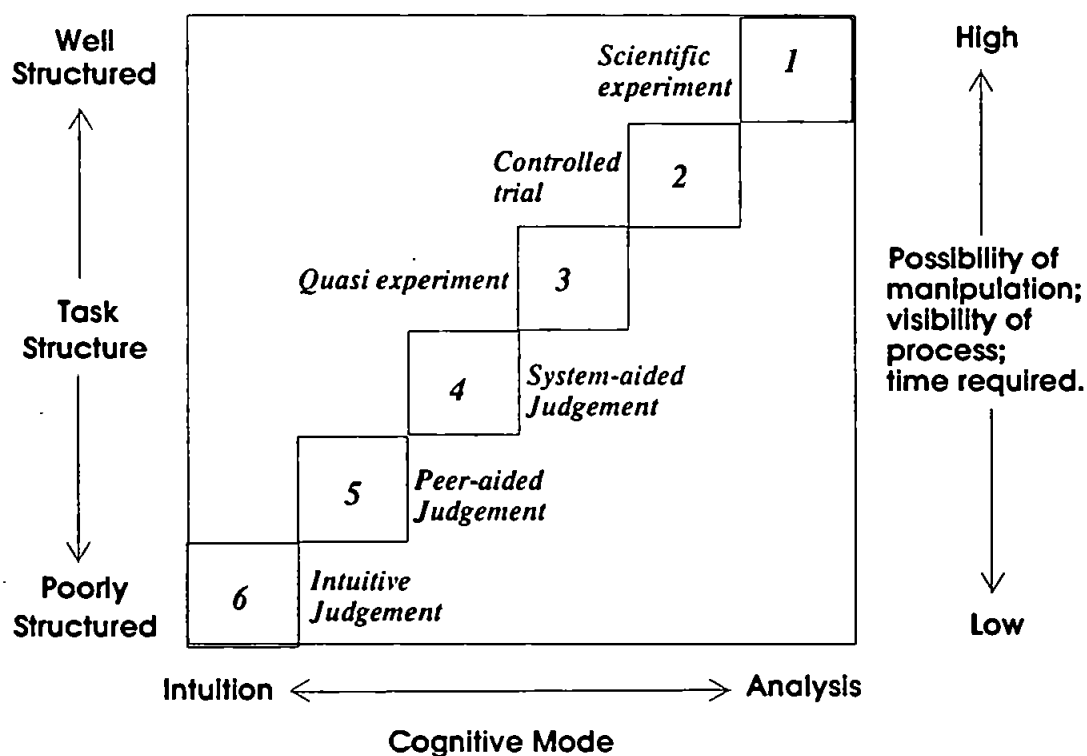 Well
Structured
Task
Structure
Poorly
Structured
Scientific
experiment
1
Controlled
trial
2
Quasi experiment
3
4
System-aided
Judgement
5
Peer-aided
Judgement
6
Intuitive
Judgement
High
Possibility of
manipulation;
visibility of
process;
time required.
Low
Intuition
Analysis
Cognitive Mode